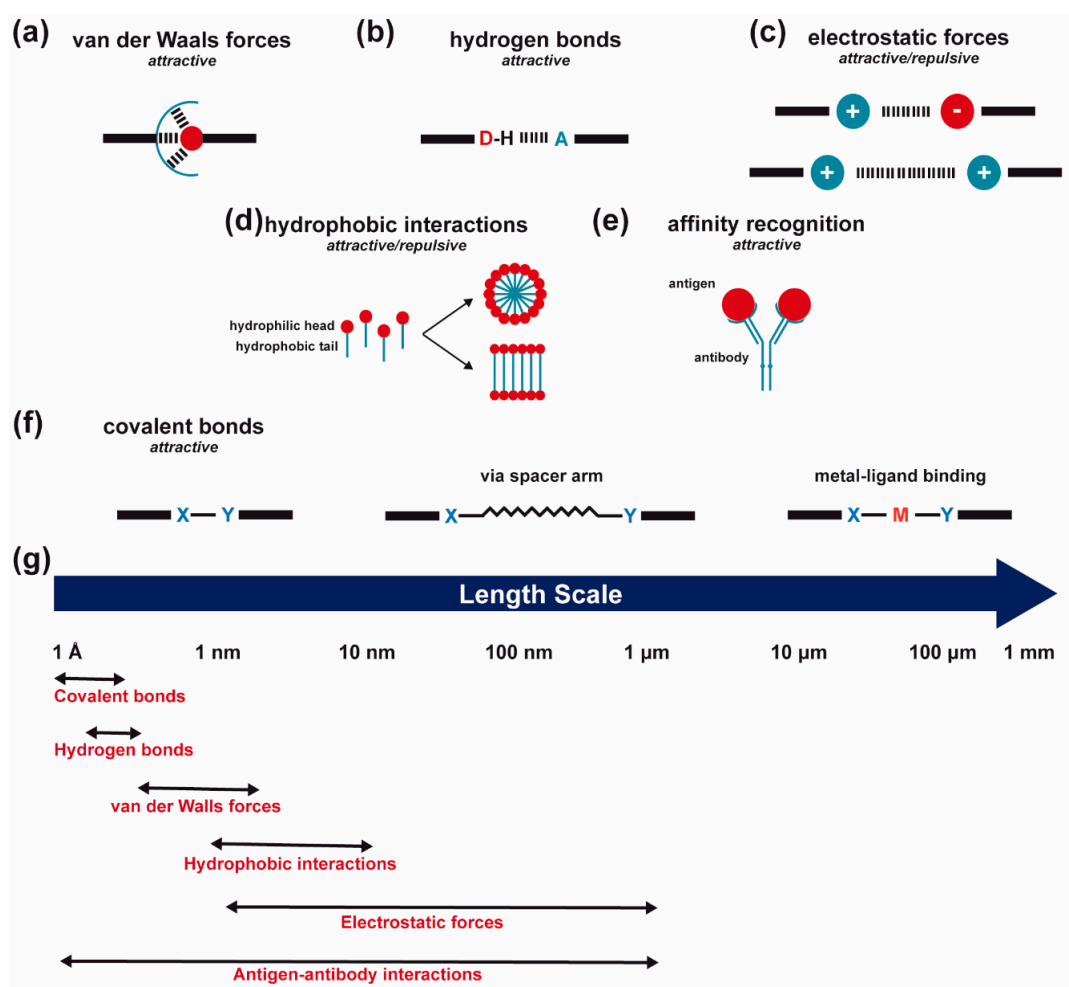 (a)
van der Waals forces
attractive
(b)
hydrogen bonds
attractive
D-H A
(c)
electrostatic forces
attractive/repulsive
+ -
+ +
(d)
hydrophobic interactions
attractive/repulsive
hydrophilic head
hydrophobic tail
(e)
affinity recognition
attractive
antigen
antibody
(f)
covalent bonds
attractive
X Y
via spacer arm
X Y
metal-ligand binding
X M Y
(g)
Length Scale
1 Å 1 nm 10 nm 100 nm 1 µm 10 µm 100 µm 1 mm
Covalent bonds
Hydrogen bonds
van der Walls forces
Hydrophobic interactions
Electrostatic forces
Antigen-antibody interactions